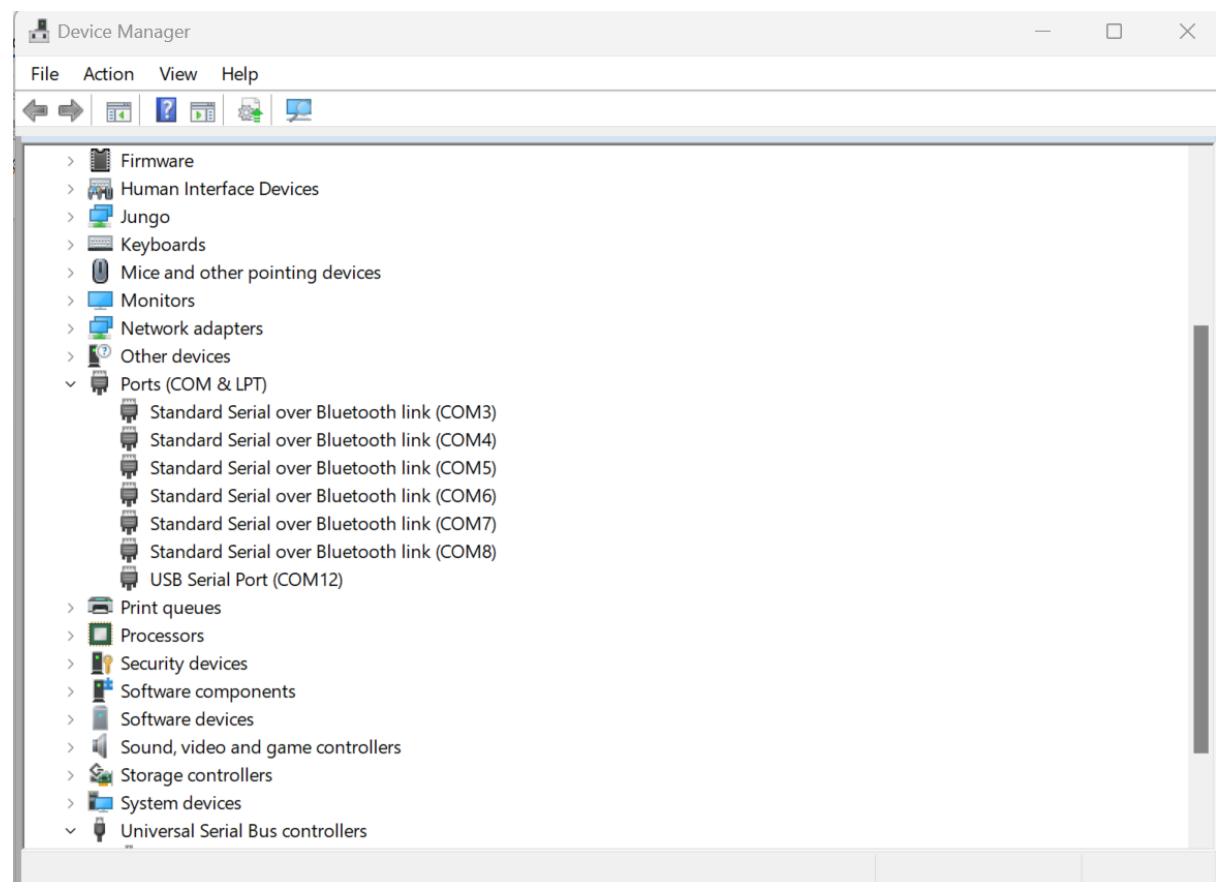 Device Manager
File Action View Help
Firmware
Human Interface Devices
Jungo
Keyboards
Mice and other pointing devices
Monitors
Network adapters
Other devices
Ports (COM & LPT)
Standard Serial over Bluetooth link (COM3)
Standard Serial over Bluetooth link (COM4)
Standard Serial over Bluetooth link (COM5)
Standard Serial over Bluetooth link (COM6)
Standard Serial over Bluetooth link (COM7)
Standard Serial over Bluetooth link (COM8)
USB Serial Port (COM12)
Print queues
Processors
Security devices
Software components
Software devices
Sound, video and game controllers
Storage controllers
System devices
Universal Serial Bus controllers